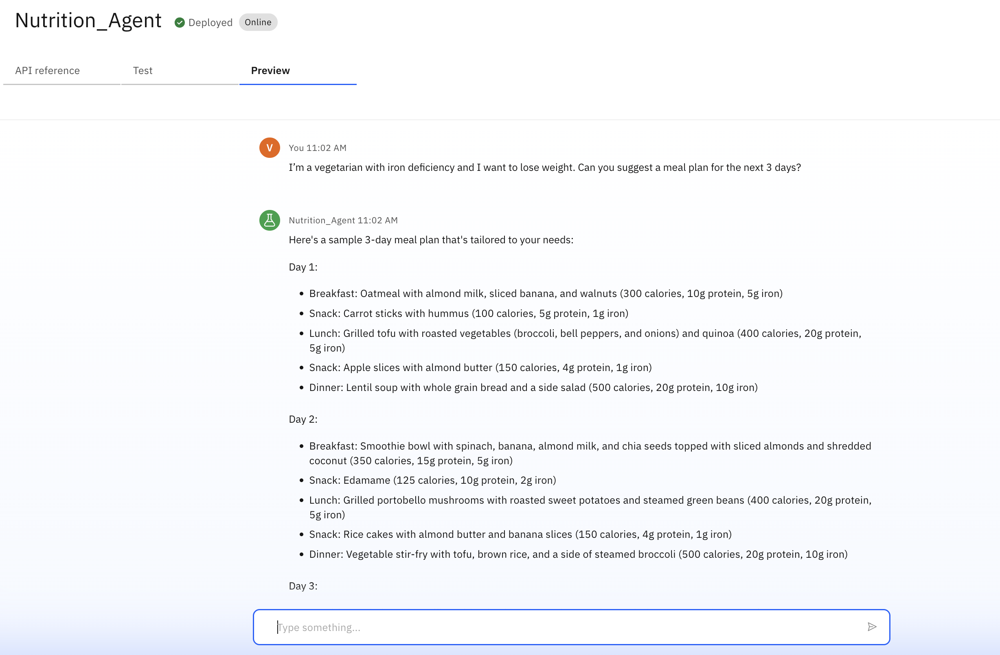 Nutrition_Agent
Deployed
Online
API reference
Test
Preview
V
You 11:02 AM
I’m a vegetarian with iron deficiency and I want to lose weight. Can you suggest a meal plan for the next 3 days?
Nutrition_Agent 11:02 AM
Here's a sample 3-day meal plan that's tailored to your needs:
Day 1:
• Breakfast: Oatmeal with almond milk, sliced banana, and walnuts (300 calories, 10g protein, 5g iron)
• Snack: Carrot sticks with hummus (100 calories, 5g protein, 1g iron)
• Lunch: Grilled tofu with roasted vegetables (broccoli, bell peppers, and onions) and quinoa (400 calories, 20g protein,
5g iron)
• Snack: Apple slices with almond butter (150 calories, 4g protein, 1g iron)
• Dinner: Lentil soup with whole grain bread and a side salad (500 calories, 20g protein, 10g iron)
Day 2:
• Breakfast: Smoothie bowl with spinach, banana, almond milk, and chia seeds topped with sliced almonds and shredded
coconut (350 calories, 15g protein, 5g iron)
• Snack: Edamame (125 calories, 10g protein, 2g iron)
• Lunch: Grilled portobello mushrooms with roasted sweet potatoes and steamed green beans (400 calories, 20g protein,
5g iron)
• Snack: Rice cakes with almond butter and banana slices (150 calories, 4g protein, 1g iron)
• Dinner: Vegetable stir-fry with tofu, brown rice, and a side of steamed broccoli (500 calories, 20g protein, 10g iron)
Day 3:
Type something...